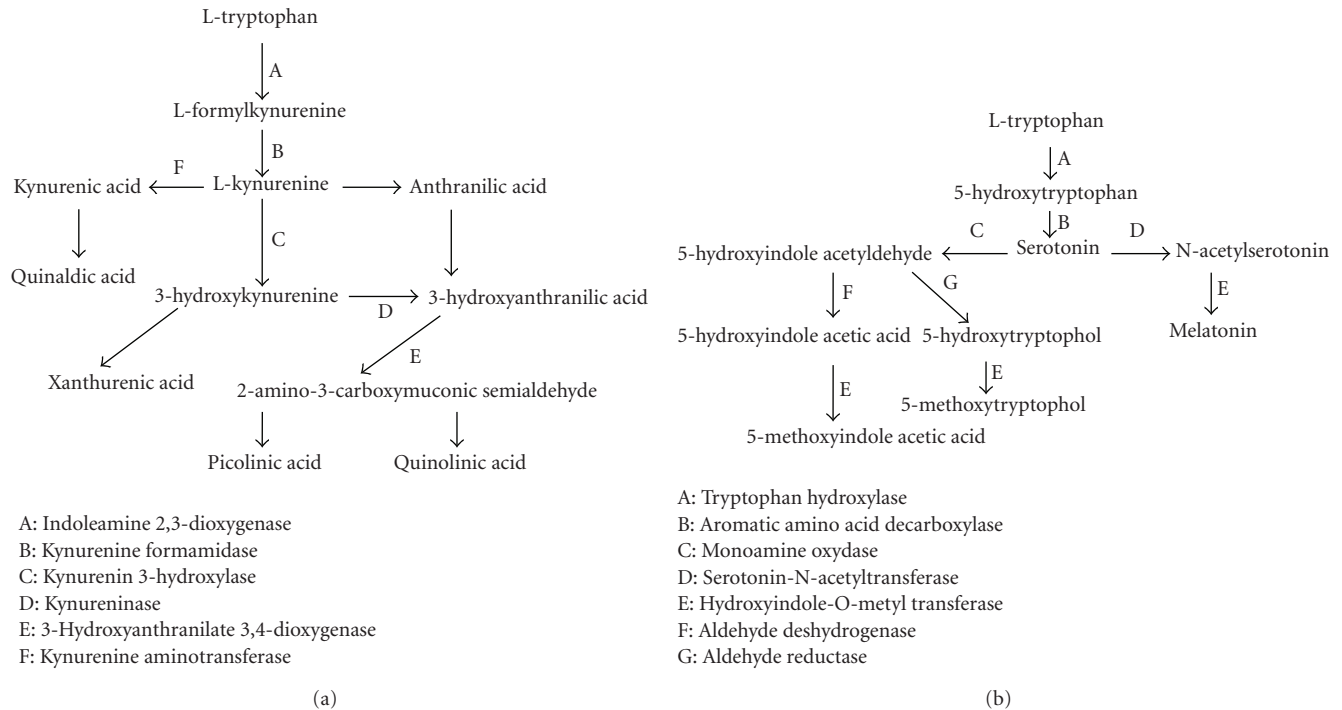 L-tryptophan
A
L-formylkynurenine
B
F
Kynurenic acid
L-kynurenine
Anthranilic acid
C
Quinaldic acid
3-hydroxykynurenine
D
3-hydroxyanthranilic acid
E
Xanthurenic acid
2-amino-3-carboxymuconic semialdehyde
Picolinic acid
Quinolinic acid
A: Indoleamine 2,3-dioxygenase
B: Kynurenine formamidase
C: Kynurenin 3-hydroxylase
D: Kynureninase
E: 3-Hydroxyanthranilate 3,4-dioxygenase
F: Kynurenine aminotransferase
(a)
L-tryptophan
A
5-hydroxytryptophan
B
C
Serotonin
D
5-hydroxyindole acetyldehyde
N-acetylserotonin
F
G
E
5-hydroxyindole acetic acid
5-hydroxytryptophol
Melatonin
E
E
5-methoxytryptophol
5-methoxyindole acetic acid
A: Tryptophan hydroxylase
B: Aromatic amino acid decarboxylase
C: Monoamine oxydase
D: Serotonin-N-acetyltransferase
E: Hydroxyindole-O-metyl transferase
F: Aldehyde deshydrogenase
G: Aldehyde reductase
(b)